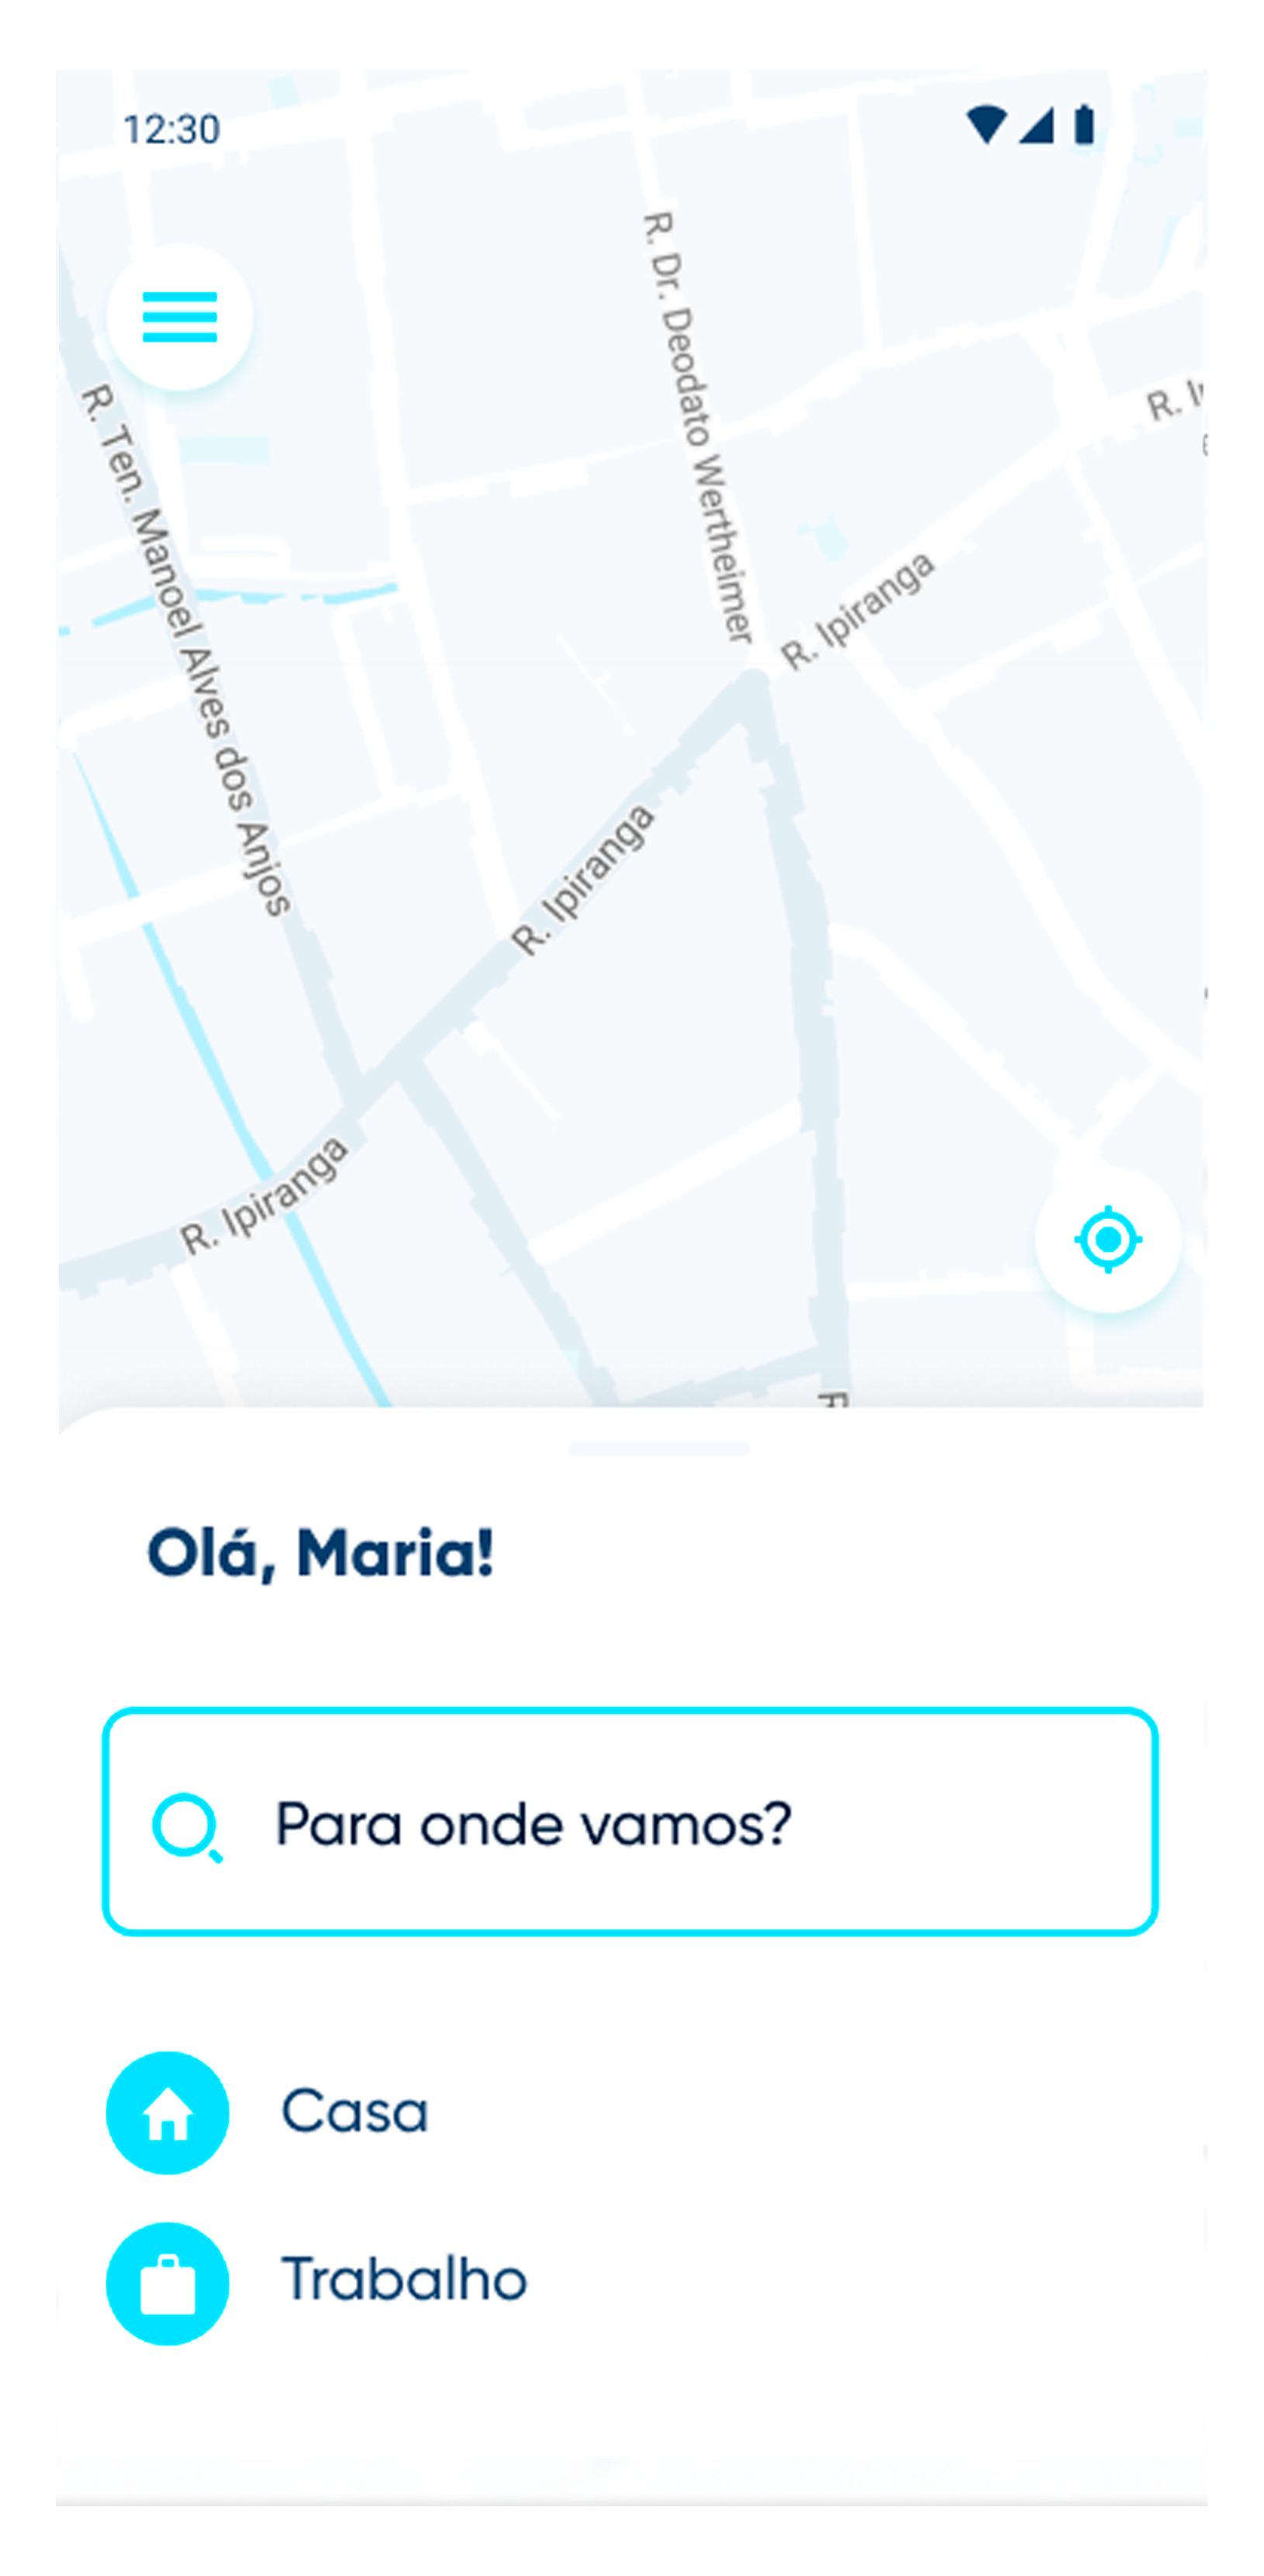 12:30
R. Dr. Deodato Wertheimer
R. Ten. Manoel Alves dos Anjos
R. Ipiranga
R. Ipiranga
R. Ipiranga
Olá, Maria!
Para onde vamos?
Casa
Trabalho